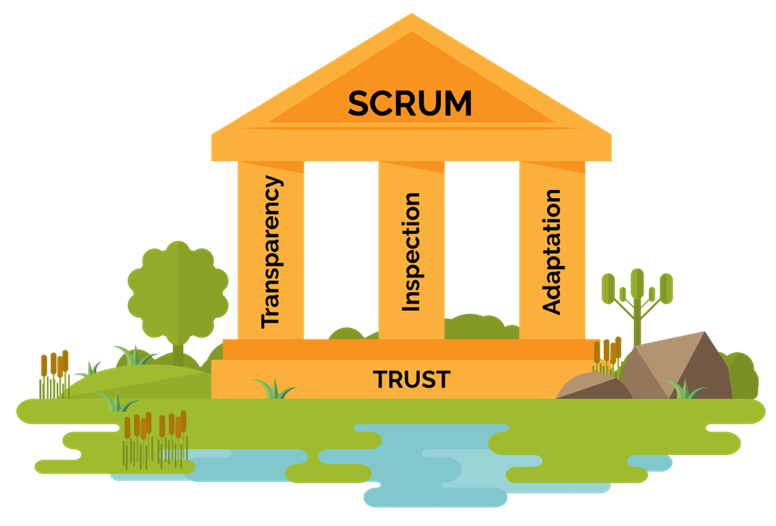 SCRUM
Transparency
Inspection
Adaptation
TRUST